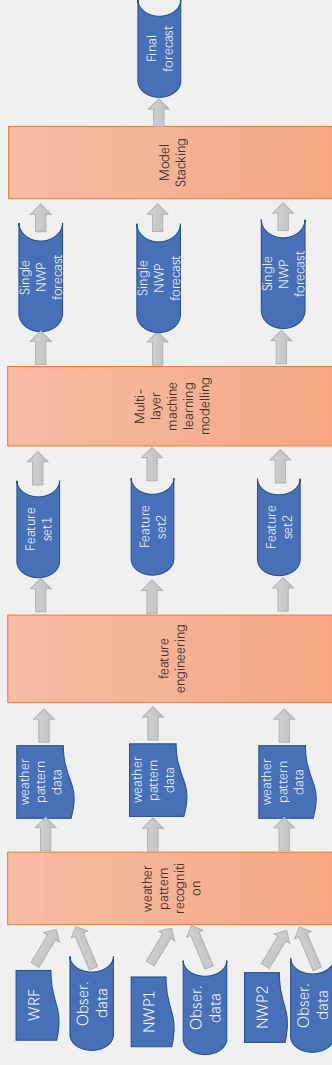 WRF
Obser.
data
NWP1
Obser.
data
NWP2
Obser.
data
weather
pattern
recogniti
on
weather
pattern
data
weather
pattern
data
weather
pattern
data
feature
engineering
Feature
set1
Feature
set2
Feature
set2
Multi-
layer
machine
learning
modelling
Single
NWP
forecast
Single
NWP
forecast
Single
NWP
forecast
Model
Stacking
Final
forecast